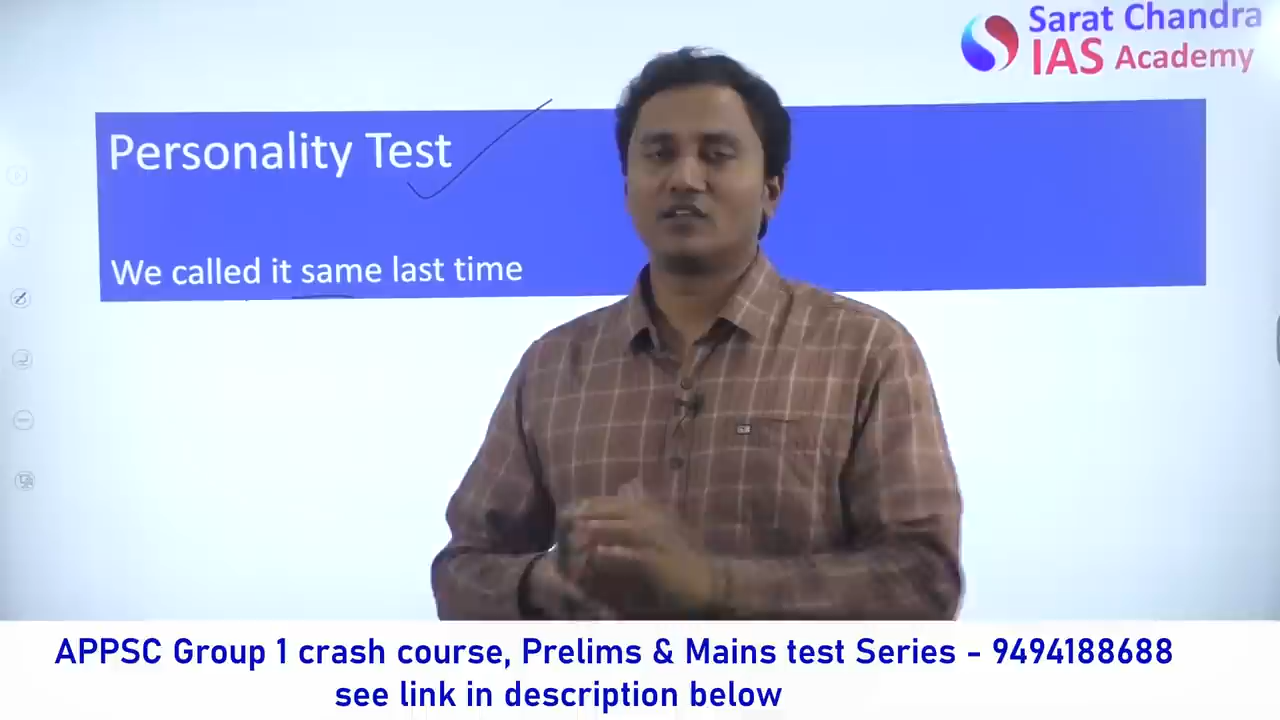 Sarat Chandra
IAS Academy
Personality Test
We called it same last time
APPSC Group 1 crash course, Prelims & Mains test Series - 9494188688
see link in description below